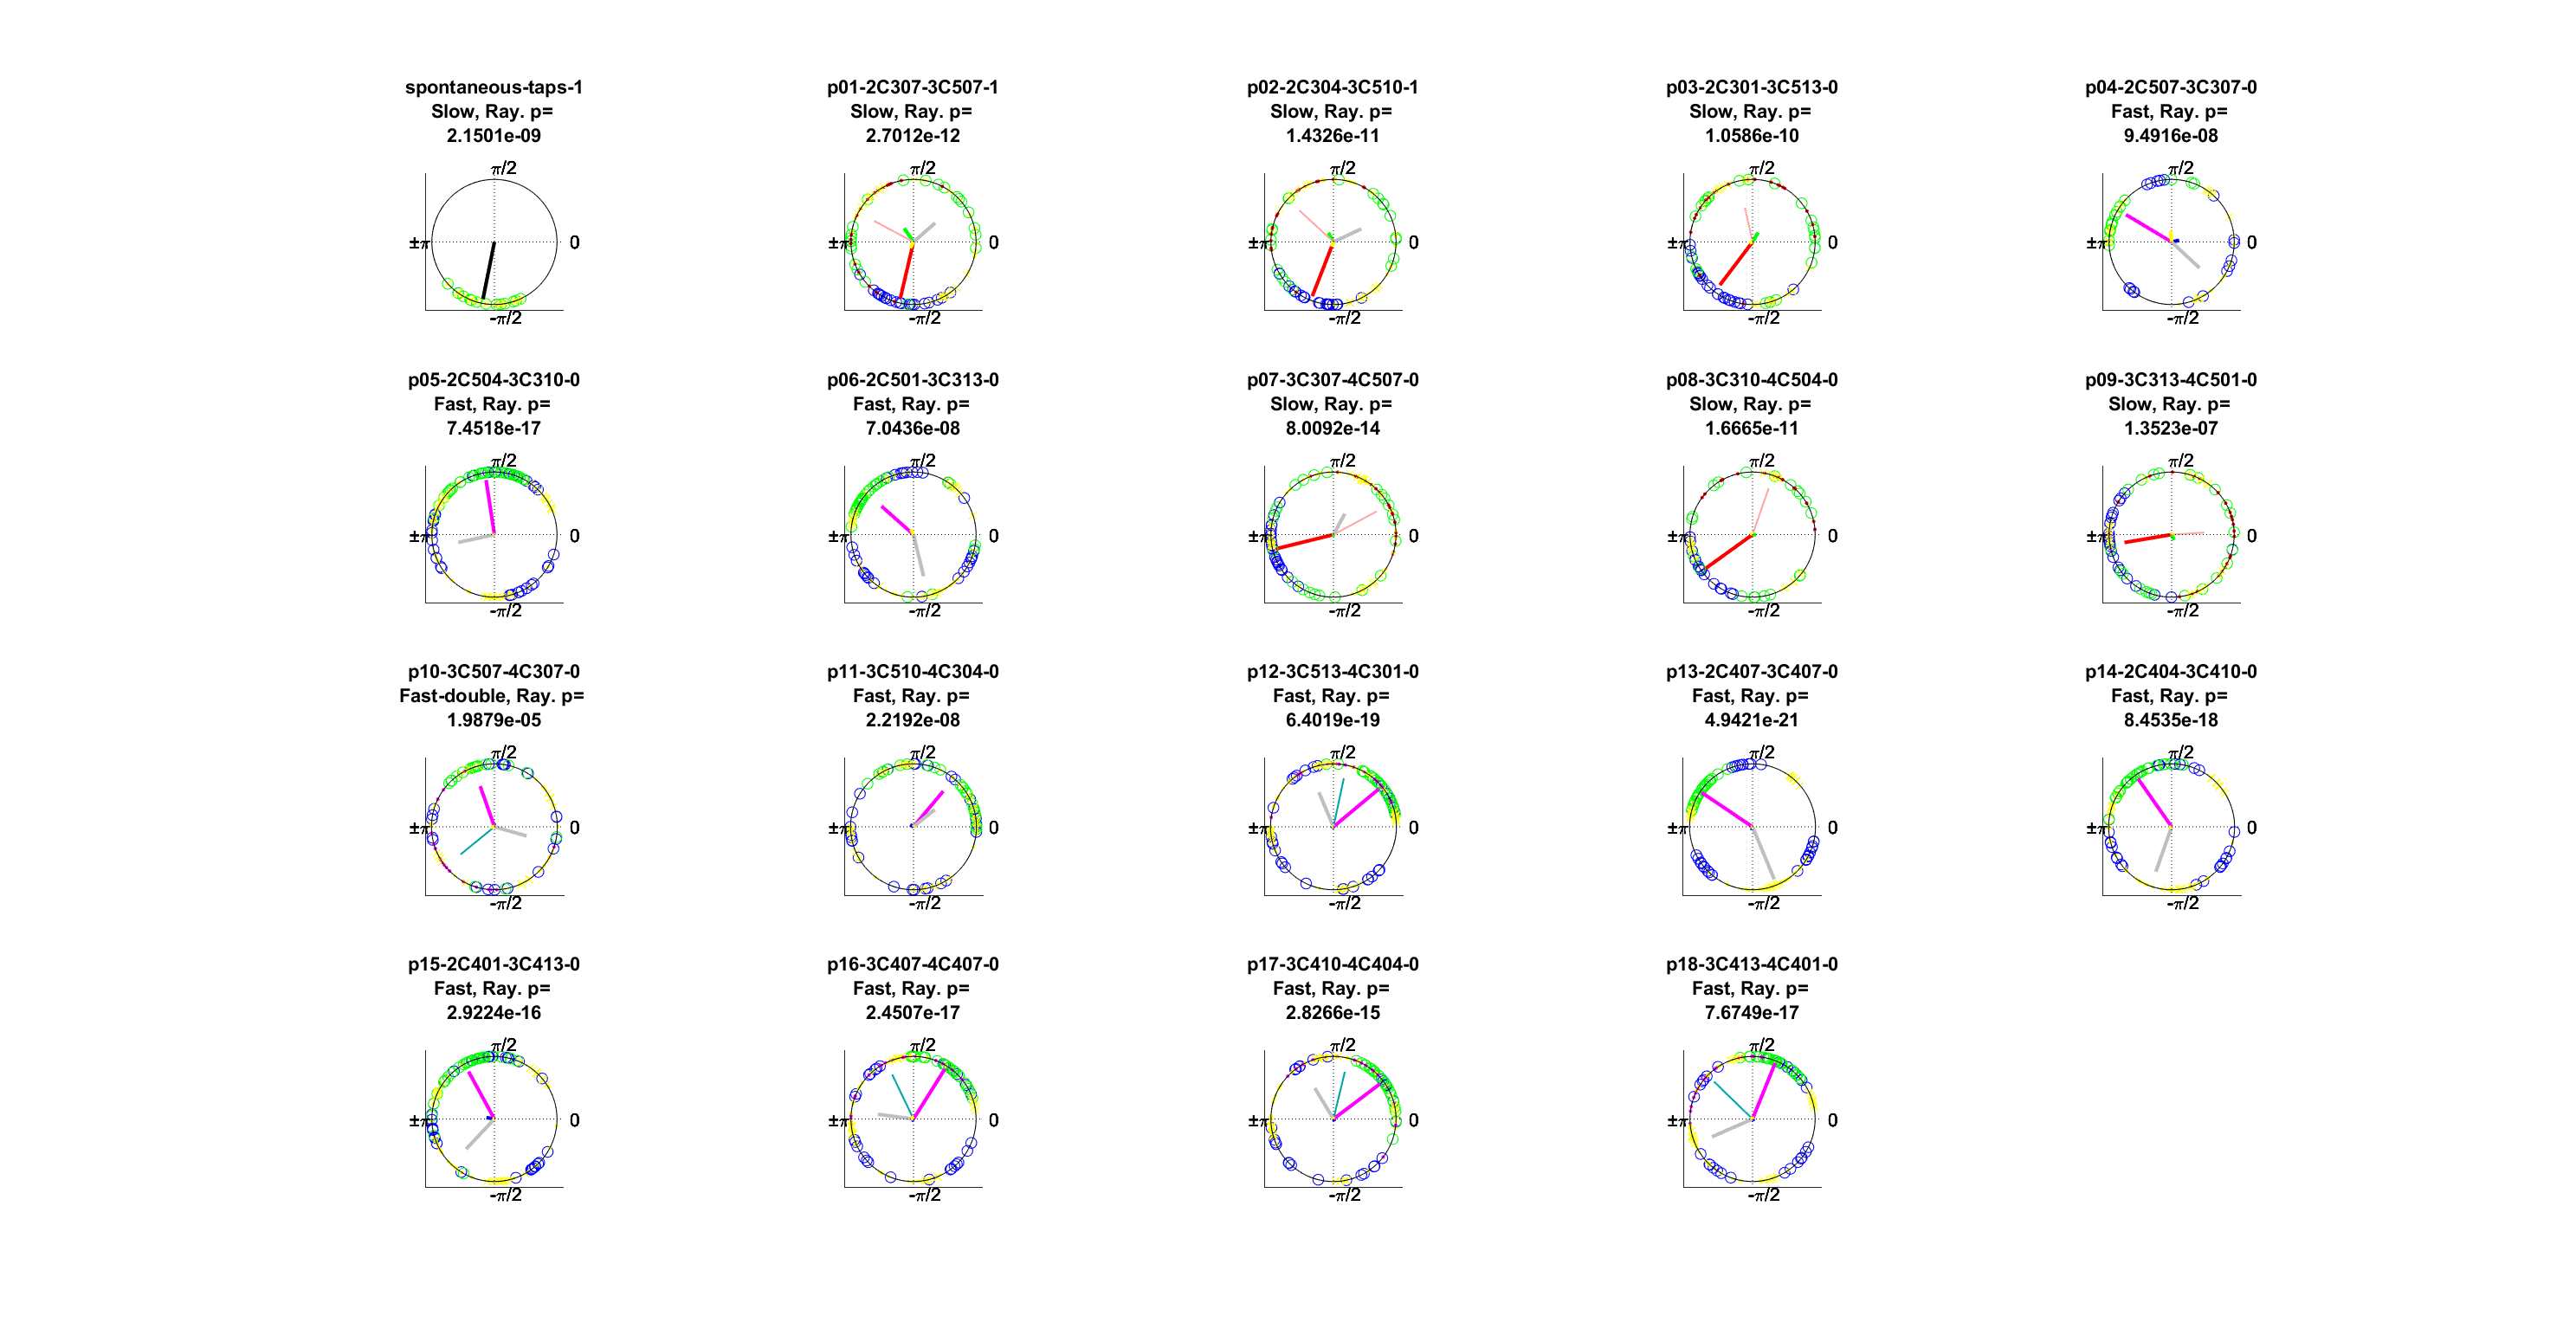 spontaneous-taps-1
Slow, Ray. p=
2.1501e-09
π/2
±π
0
-π/2
p01-2C307-3C507-1
Slow, Ray. p=
2.7012e-12
π/2
±π
0
-π/2
p02-2C304-3C510-1
Slow, Ray. p=
1.4326e-11
π/2
±π
0
-π/2
p03-2C301-3C513-0
Slow, Ray. p=
1.0586e-10
π/2
±π
0
-π/2
p04-2C507-3C307-0
Fast, Ray. p=
9.4916e-08
π/2
±π
0
-π/2
p05-2C504-3C310-0
Fast, Ray. p=
7.4518e-17
π/2
±π
0
-π/2
p06-2C501-3C313-0
Fast, Ray. p=
7.0436e-08
π/2
±π
0
-π/2
p07-3C307-4C507-0
Slow, Ray. p=
8.0092e-14
π/2
±π
0
-π/2
p08-3C310-4C504-0
Slow, Ray. p=
1.6665e-11
π/2
±π
0
-π/2
p09-3C313-4C501-0
Slow, Ray. p=
1.3523e-07
π/2
±π
0
-π/2
p10-3C507-4C307-0
Fast-double, Ray. p=
1.9879e-05
π/2
±π
0
-π/2
p11-3C510-4C304-0
Fast, Ray. p=
2.2192e-08
π/2
±π
0
-π/2
p12-3C513-4C301-0
Fast, Ray. p=
6.4019e-19
π/2
±π
0
-π/2
p13-2C407-3C407-0
Fast, Ray. p=
4.9421e-21
π/2
±π
0
-π/2
p14-2C404-3C410-0
Fast, Ray. p=
8.4535e-18
π/2
±π
0
-π/2
p15-2C401-3C413-0
Fast, Ray. p=
2.9224e-16
π/2
±π
0
-π/2
p16-3C407-4C407-0
Fast, Ray. p=
2.4507e-17
π/2
±π
0
-π/2
p17-3C410-4C404-0
Fast, Ray. p=
2.8266e-15
π/2
±π
0
-π/2
p18-3C413-4C401-0
Fast, Ray. p=
7.6749e-17
π/2
±π
0
-π/2